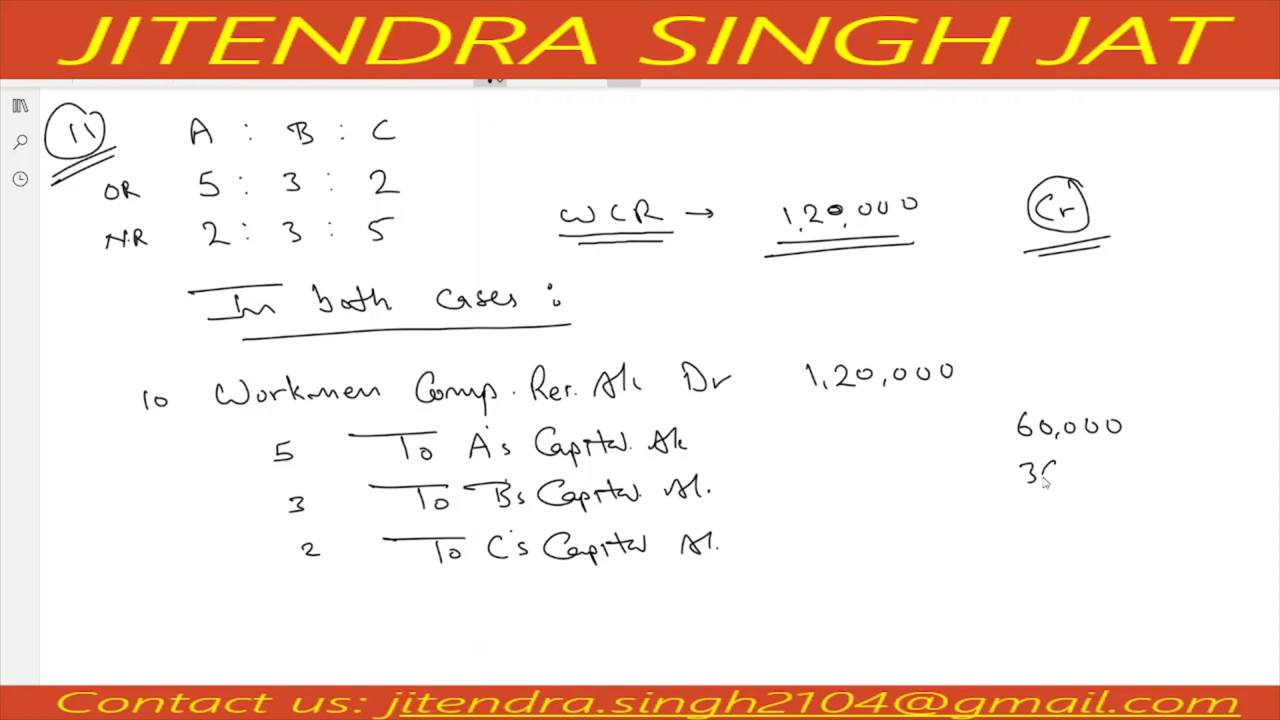 JITENDRA SINGH JAT
11
A : B : C
OR 5 : 3 : 2
N.R 2 : 3 : 5
WCR → 1,20,000 Cr
In both cases :
10 Workmen Comp. Res. A/c Dr 1,20,000
5 To A's Capital A/c 60,000
3 To B's Capital A/c. 36
2 To C's Capital A/c.
Contact us: jitendra.singh2104@gmail.com